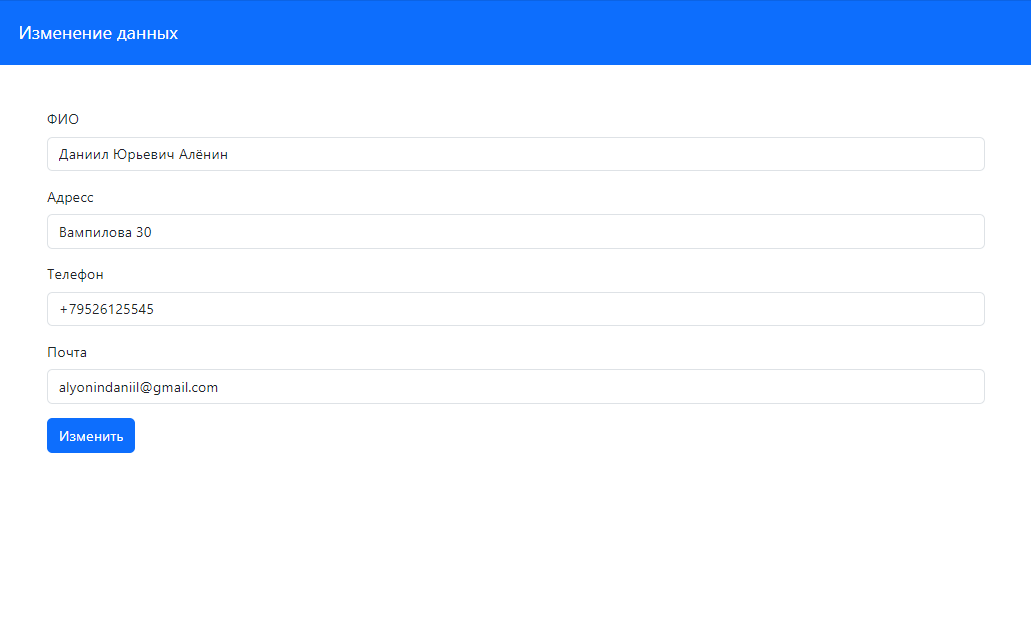 Изменение данных
ФИО
Даниил Юрьевич Алёнин
Адресс
Вампилова 30
Телефон
+79526125545
Почта
alyonindaniil@gmail.com
Изменить